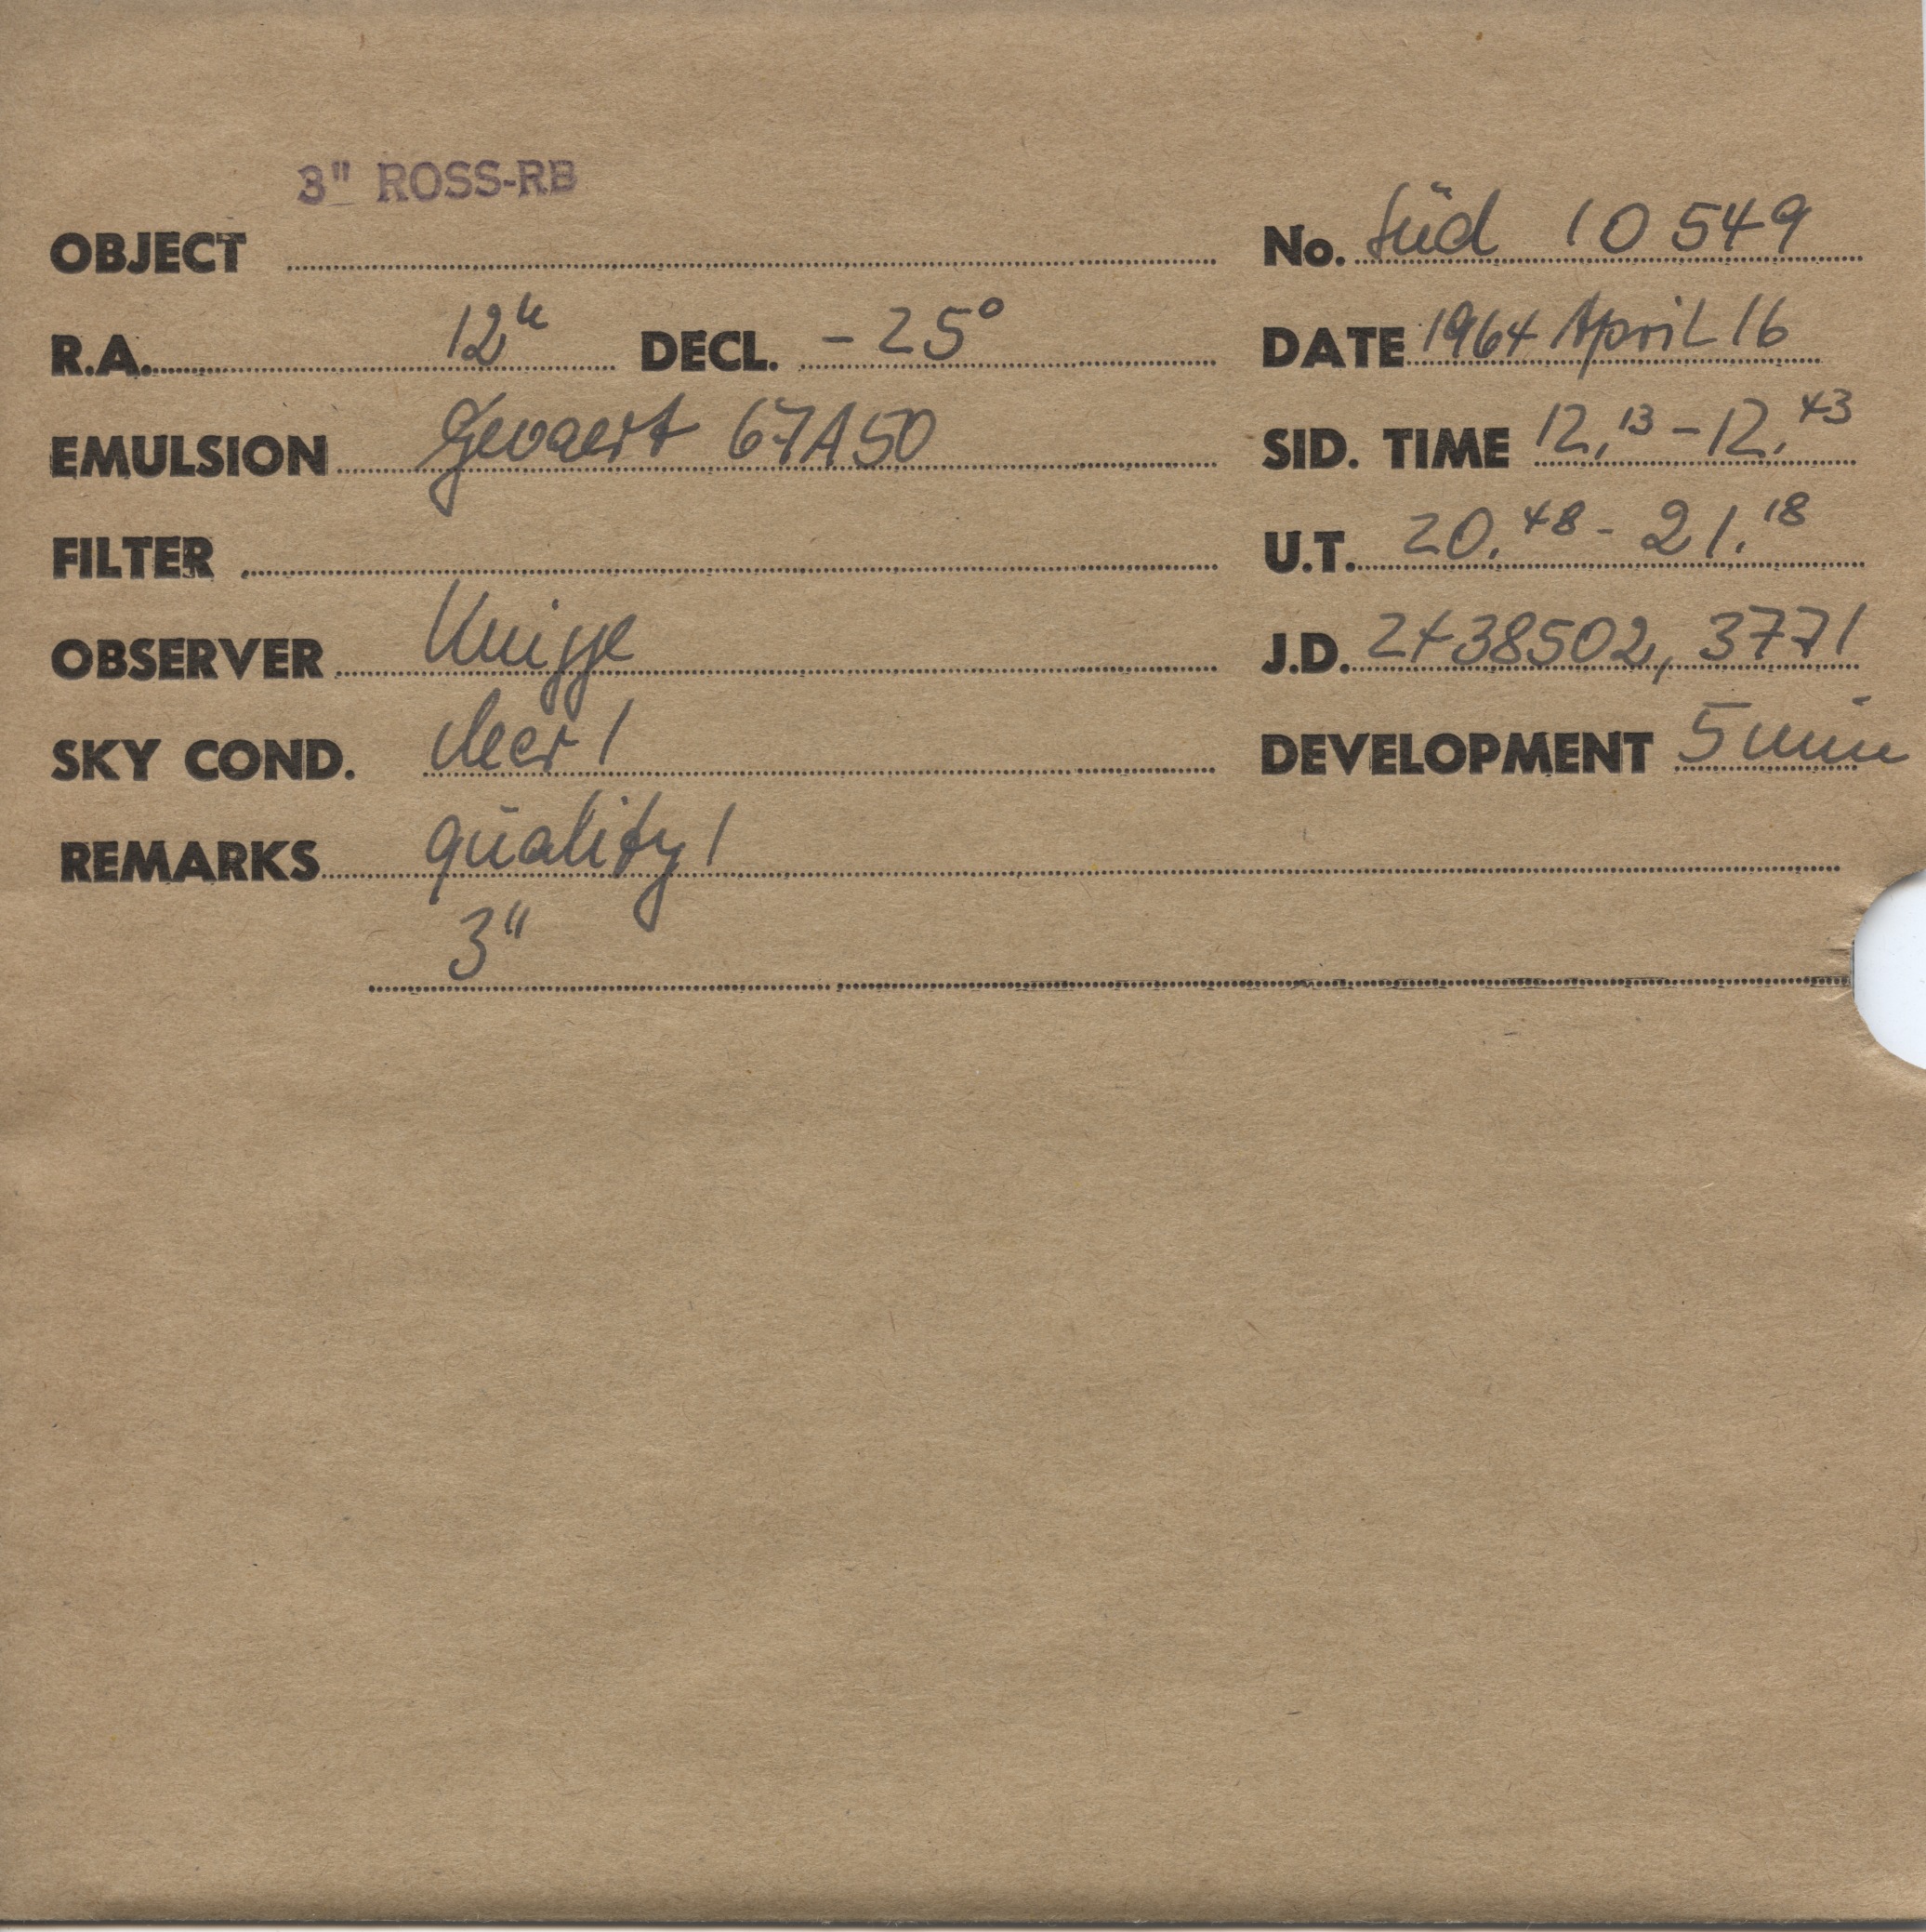 3" ROSS-RB
OBJECT No. Süd 10 549
R.A. 12h DECL. - 25° DATE 1964 April 16
EMULSION Gevaert 67A50 SID. TIME 12.13 - 12.43
FILTER U.T. 20.48 - 21.18
OBSERVER Knigge J.D. 2438502,3771
SKY COND. clear 1 DEVELOPMENT 5 min
REMARKS quality 1
3"